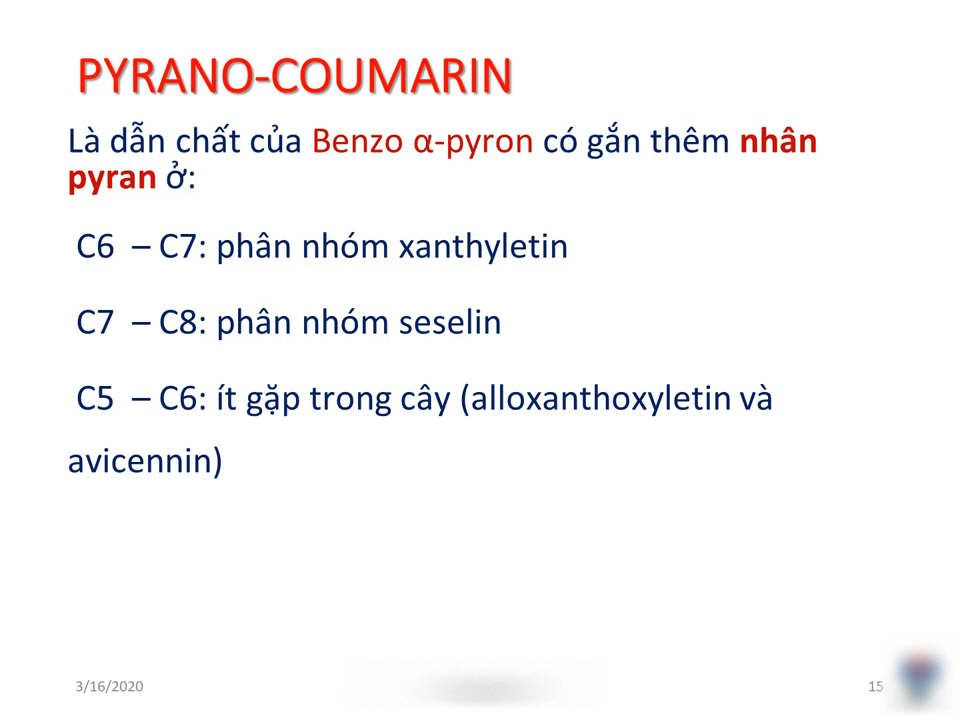 PYRANO-COUMARIN
Là dẫn chất của Benzo α-pyron có gắn thêm nhân
pyran ở:
C6 – C7: phân nhóm xanthyletin
C7 – C8: phân nhóm seselin
C5 – C6: ít gặp trong cây (alloxanthoxyletin và
avicennin)
3/16/2020
15